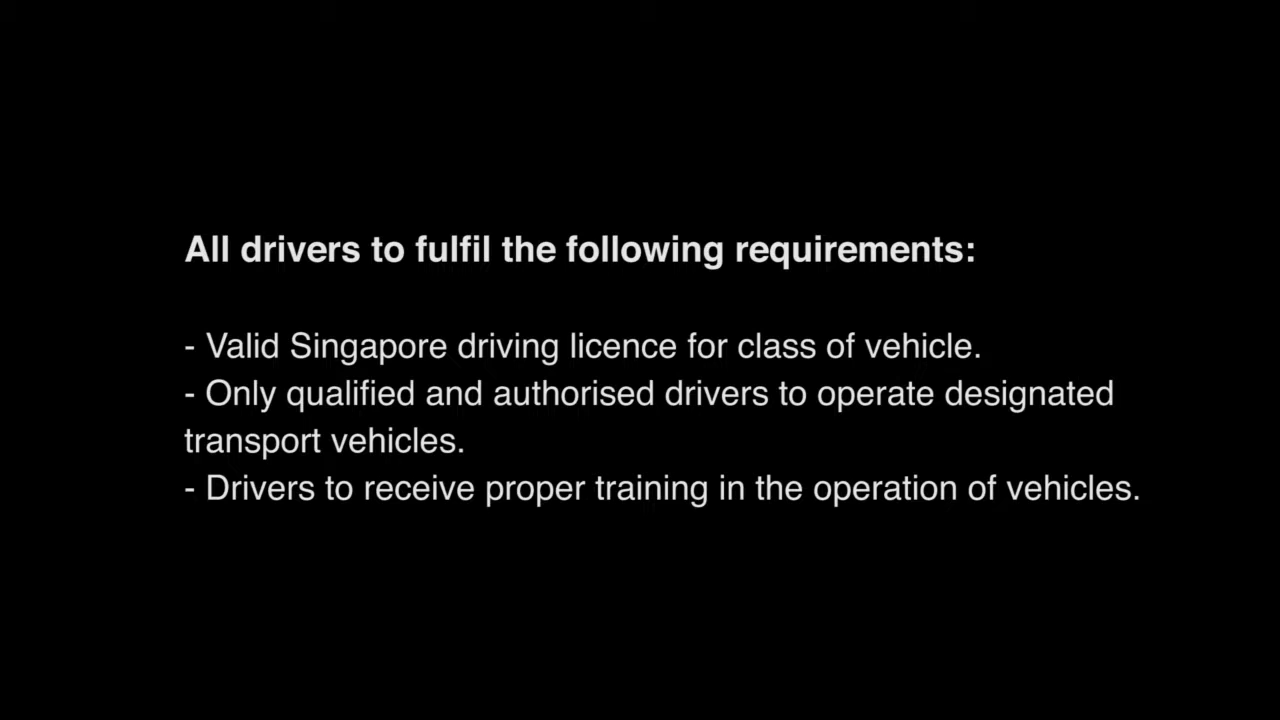 All drivers to fulfil the following requirements:
- Valid Singapore driving licence for class of vehicle.
- Only qualified and authorised drivers to operate designated
transport vehicles.
- Drivers to receive proper training in the operation of vehicles.